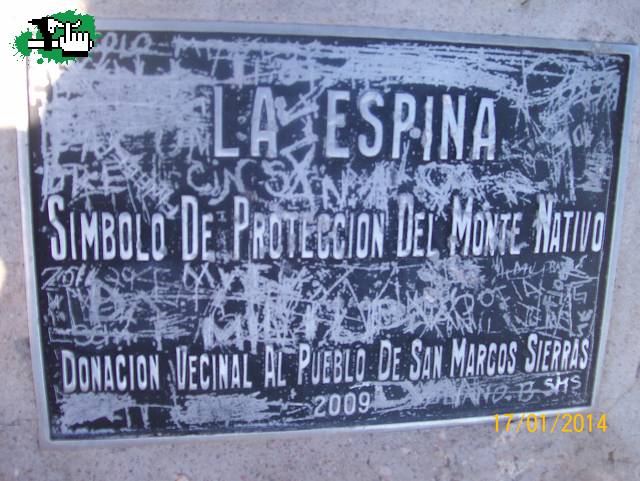 LA ESPINA
SIMBOLO DE PROTECCION DEL MONTE NATIVO
DONACION VECINAL AL PUEBLO DE SAN MARCOS SIERRAS
2009
SMS
17/01/2014